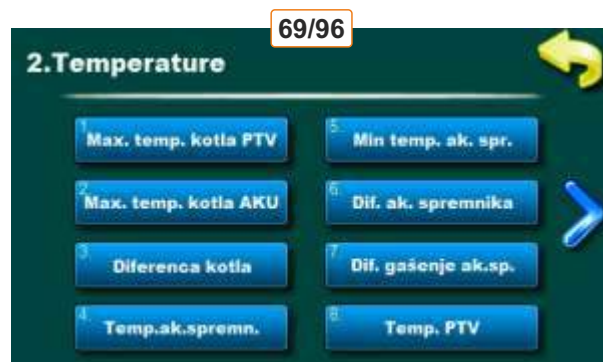 69/96
2.Temperature
1. Max. temp. kotla PTV
2. Max. temp. kotla AKU
3. Diferenca kotla
4. Temp.ak.spremn.
5. Min temp. ak. spr.
6. Dif. ak. spremnika
7. Dif. gašenje ak.sp.
8. Temp. PTV